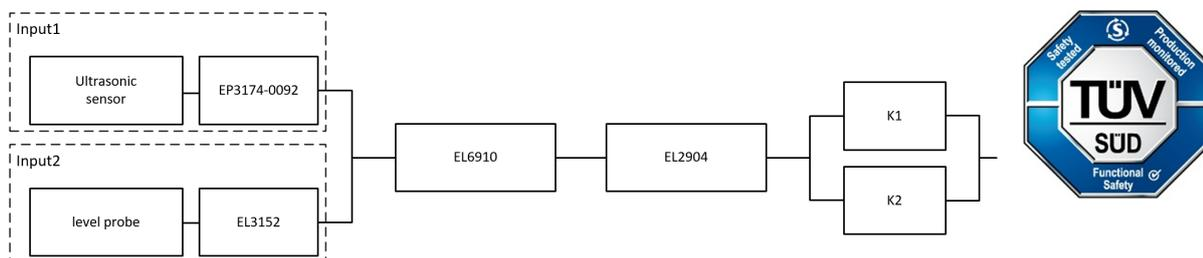 Input1
Ultrasonic
sensor
EP3174-0092
Input2
level probe
EL3152
EL6910
EL2904
K1
K2
Safety
tested
Production
monitored
TÜV
SÜD
Functional
Safety